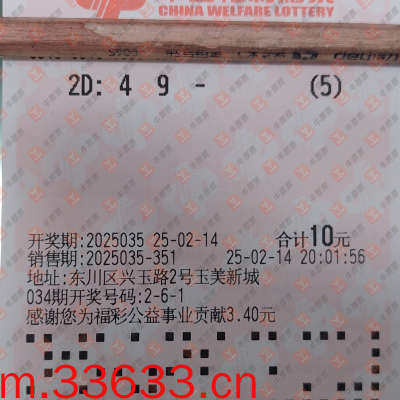 CHINA WELFARE LOTTERY
2D: 4 9 - (5)
开奖期:2025035 25-02-14 合计10元
销售期:2025035-351 25-02-14 20:01:56
地址:东川区兴玉路2号玉美新城
034期开奖号码:2-6-1
感谢您为福彩公益事业贡献3.40元
m.33633.cn